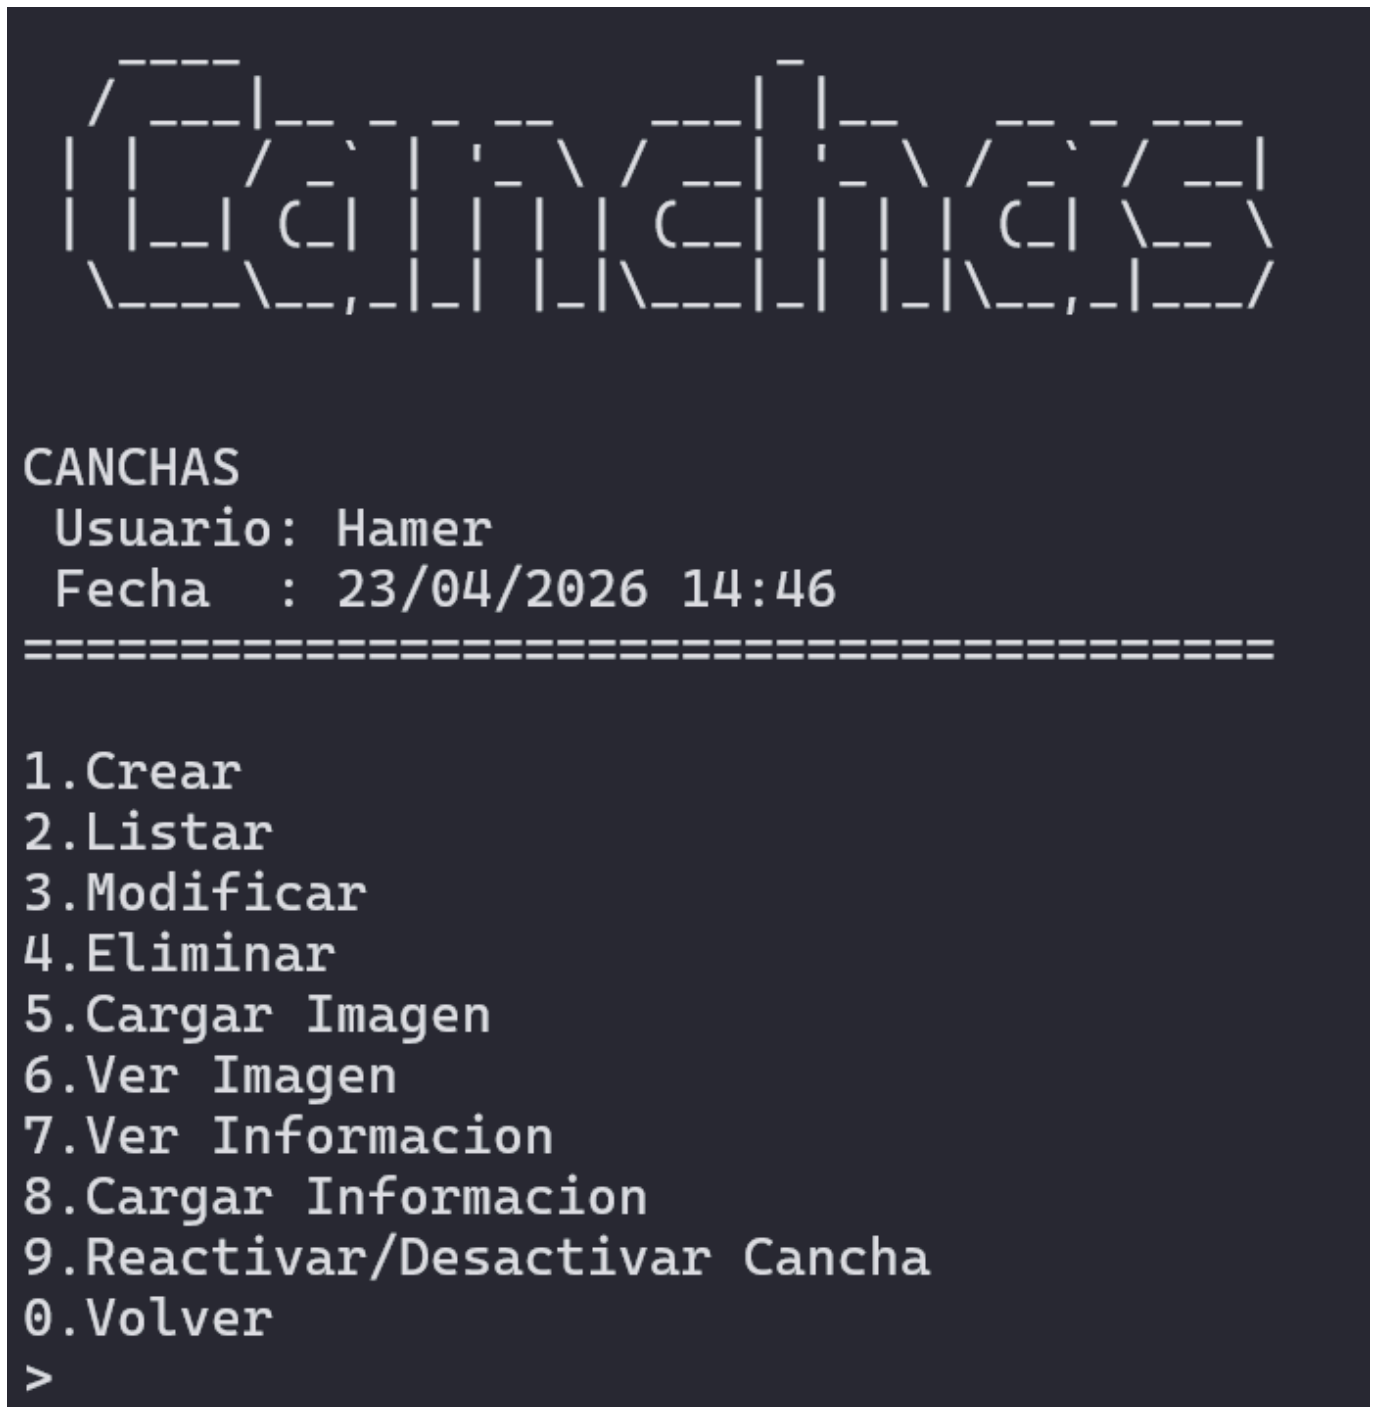 Canchas
CANCHAS
Usuario: Hamer
Fecha  : 23/04/2026 14:46
========================================
1.Crear
2.Listar
3.Modificar
4.Eliminar
5.Cargar Imagen
6.Ver Imagen
7.Ver Informacion
8.Cargar Informacion
9.Reactivar/Desactivar Cancha
0.Volver
>